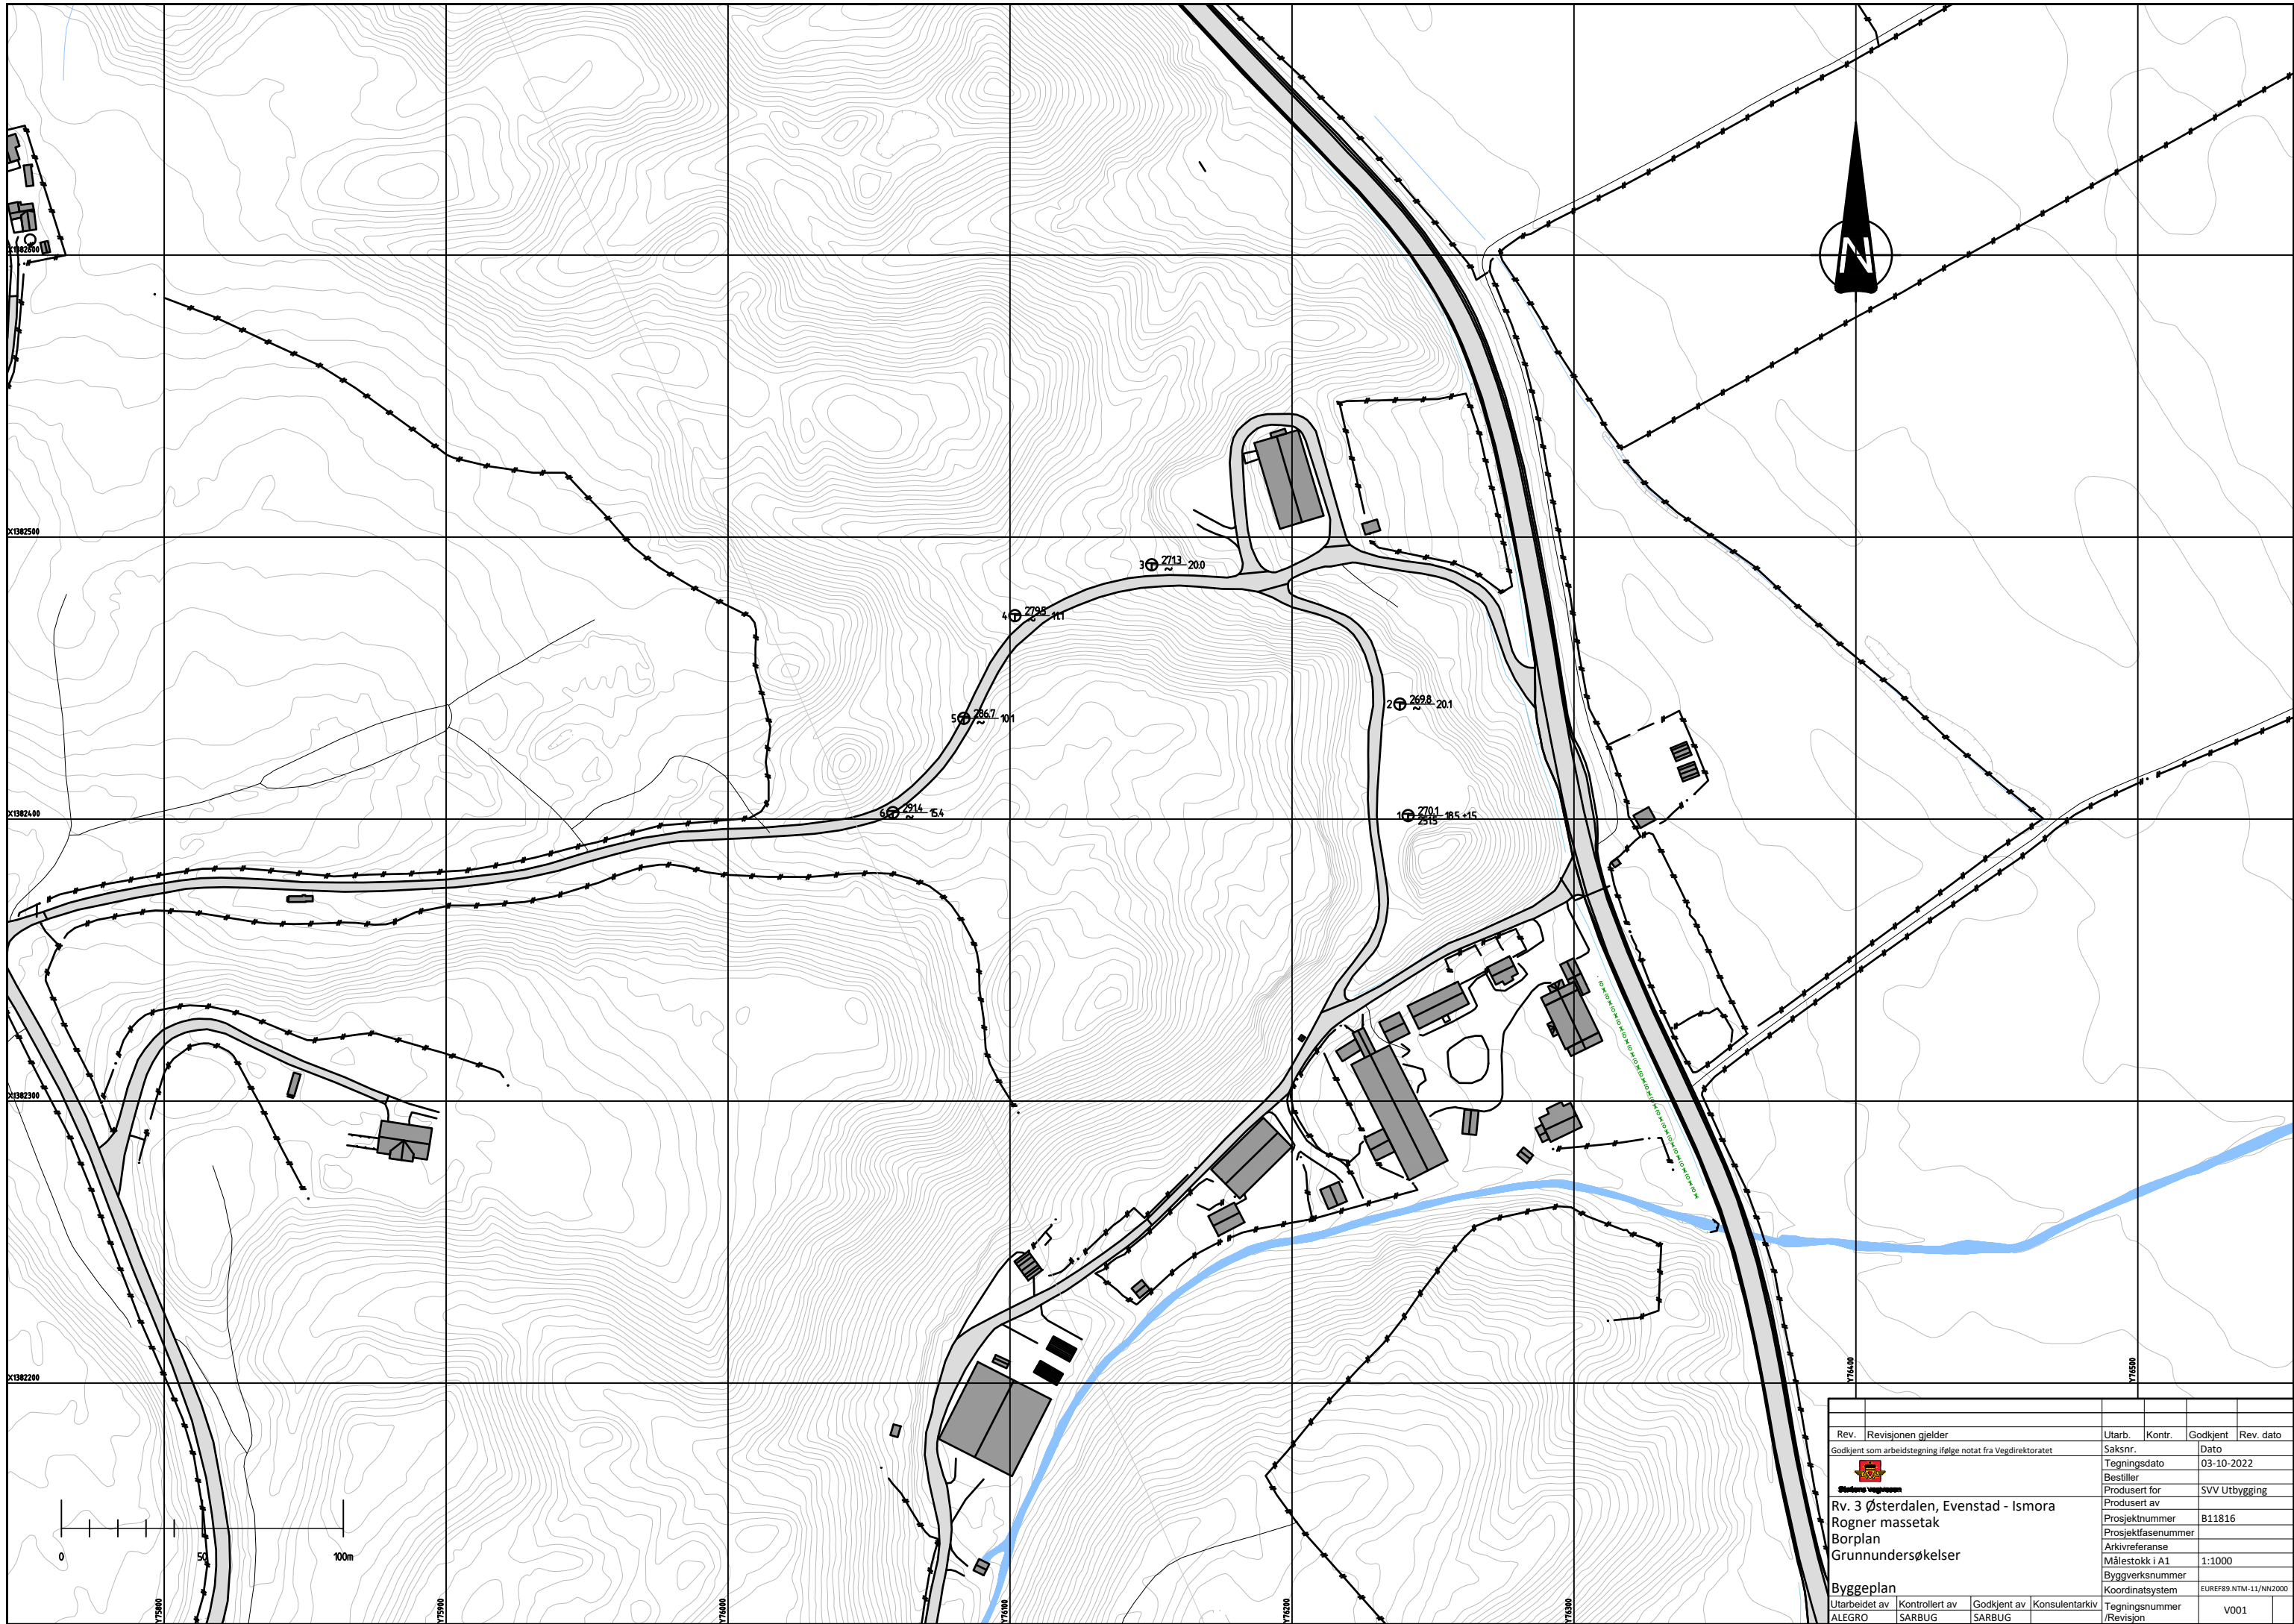 X1382600
X1382500
3 271.3 20.0
~
4 279.5 11.1
~
2 269.8 20.1
~
5 286.7 10.1
~
X1382400
6 291.4 15.4
~
1 270.1 18.5 +1.5
251.5
X1382300
X1382200
N
0 50 100m
Y75800
Y75900
Y76000
Y76100
Y76200
Y76300
Y76400
Y76500
Rev. Revisjonen gjelder Utarb. Kontr. Godkjent Rev. dato
Godkjent som arbeidstegning ifølge notat fra Vegdirektoratet
Saksnr. Dato
Tegningsdato 03-10-2022
Bestiller
Statens vegvesen
Produsert for SVV Utbygging
Produsert av
Prosjektnummer B11816
Prosjektfasenummer
Arkivreferanse
Målestokk i A1 1:1000
Byggverksnummer
Koordinatsystem EUREF89.NTM-11/NN2000
Rv. 3 Østerdalen, Evenstad - Ismora
Rogner massetak
Borplan
Grunnundersøkelser
Byggeplan
Utarbeidet av Kontrollert av Godkjent av Konsulentarkiv
ALEGRO SARBUG SARBUG
Tegningsnummer
/Revisjon
V001